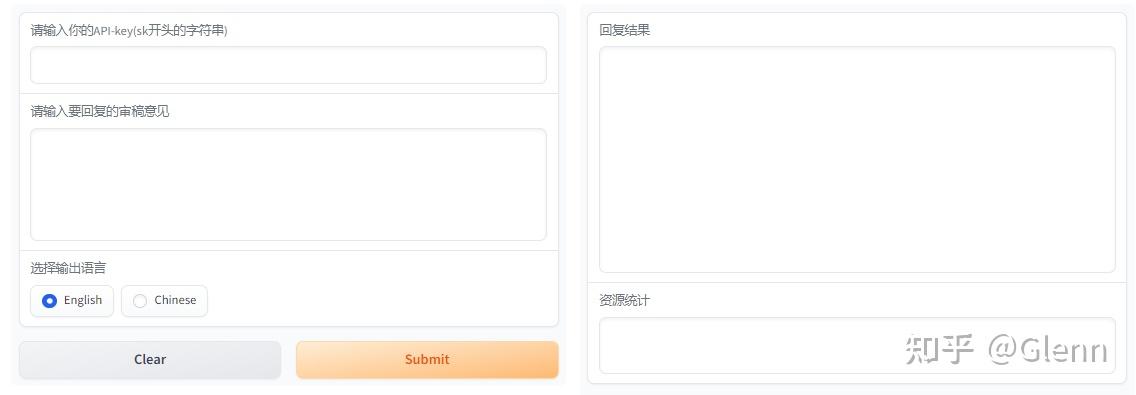 请输入你的API-key(sk开头的字符串)
请输入要回复的审稿意见
选择输出语言
English
Chinese
Clear
Submit
回复结果
资源统计
知乎 @Glenn